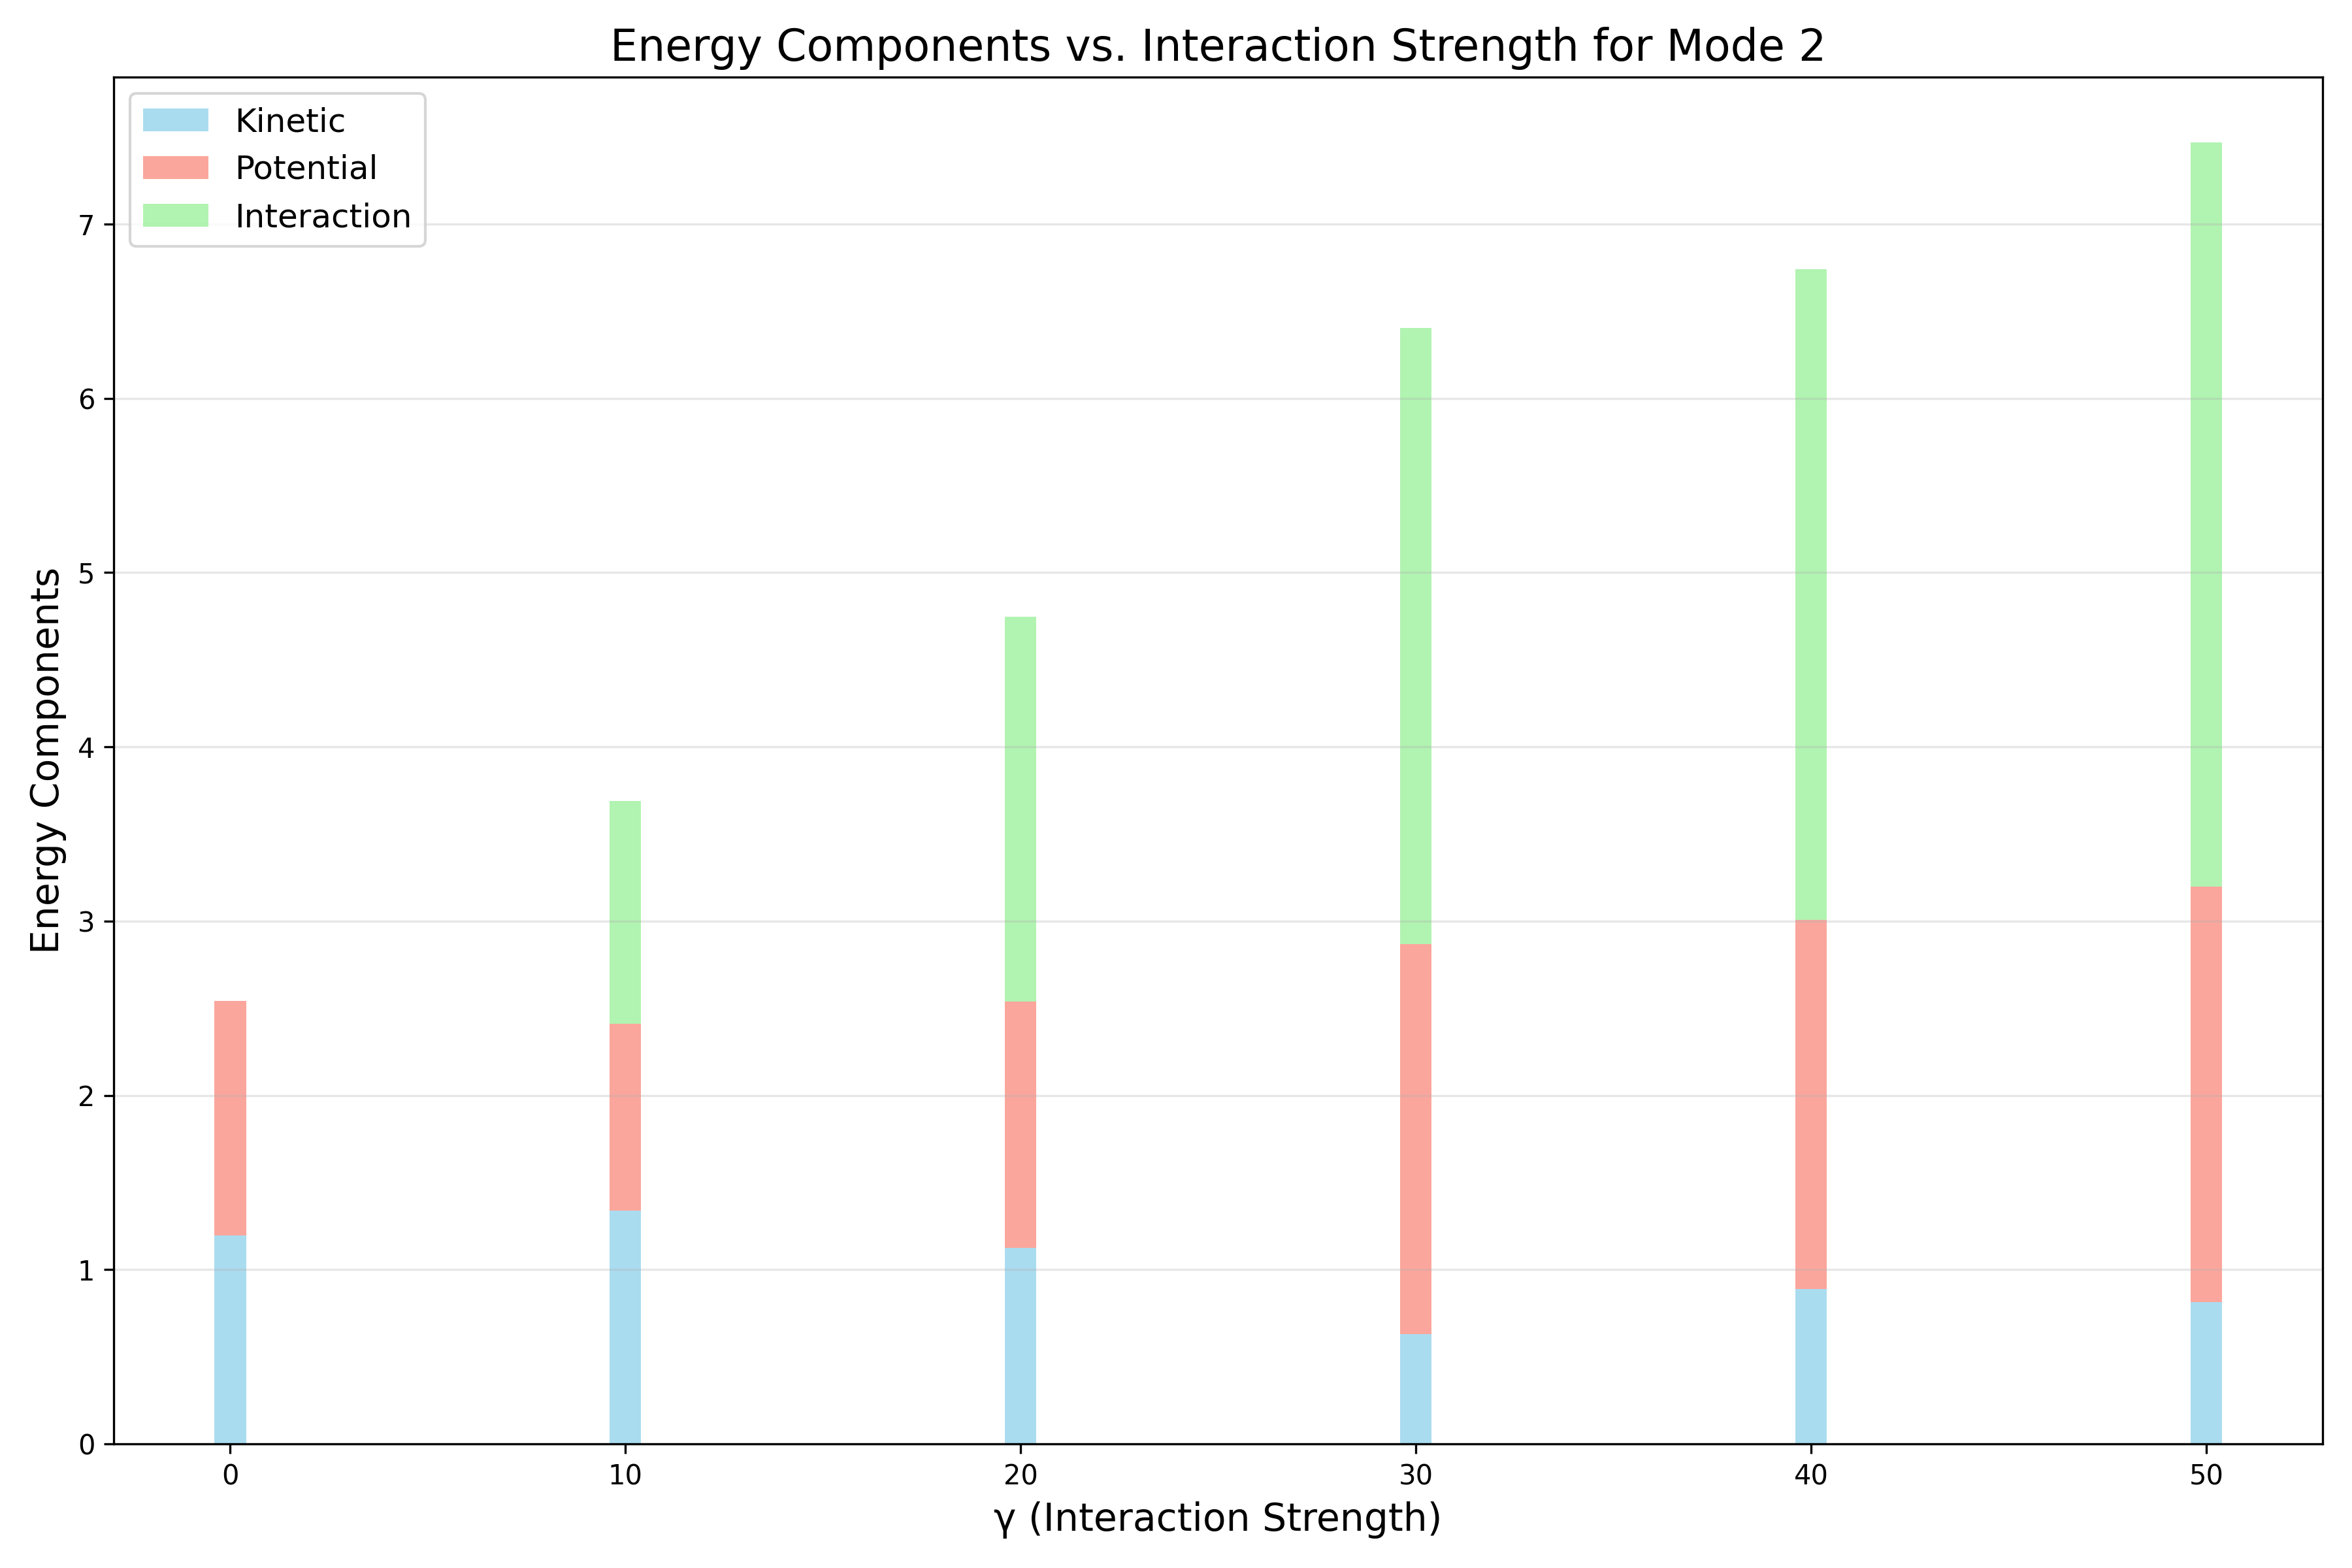 Energy Components vs. Interaction Strength for Mode 2
Kinetic
Potential
Interaction
7
6
5
4
3
2
1
0
Energy Components
0 10 20 30 40 50
γ (Interaction Strength)